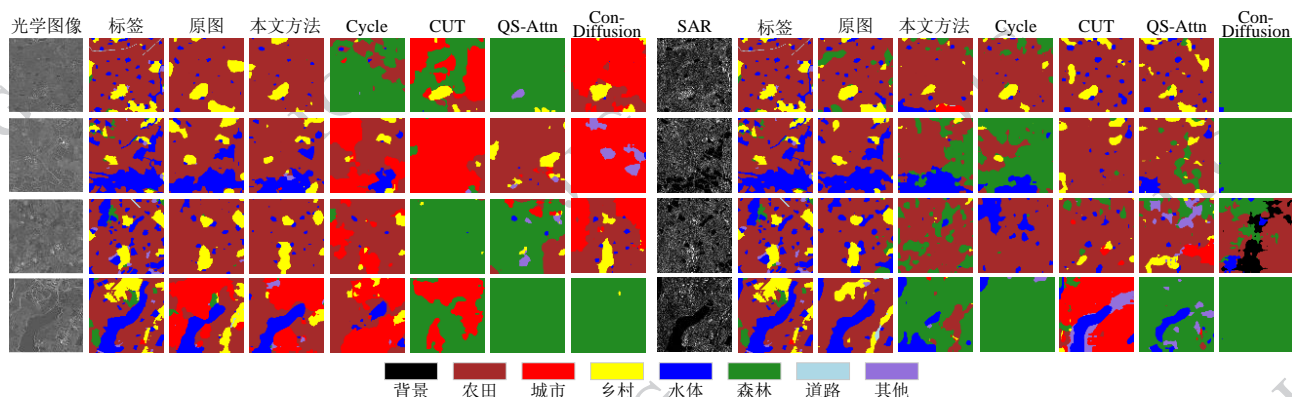 光学图像 标签 原图 本文方法 Cycle CUT QS-Attn Con-Diffusion SAR 标签 原图 本文方法 Cycle CUT QS-Attn Con-Diffusion
背景 农田 城市 乡村 水体 森林 道路 其他